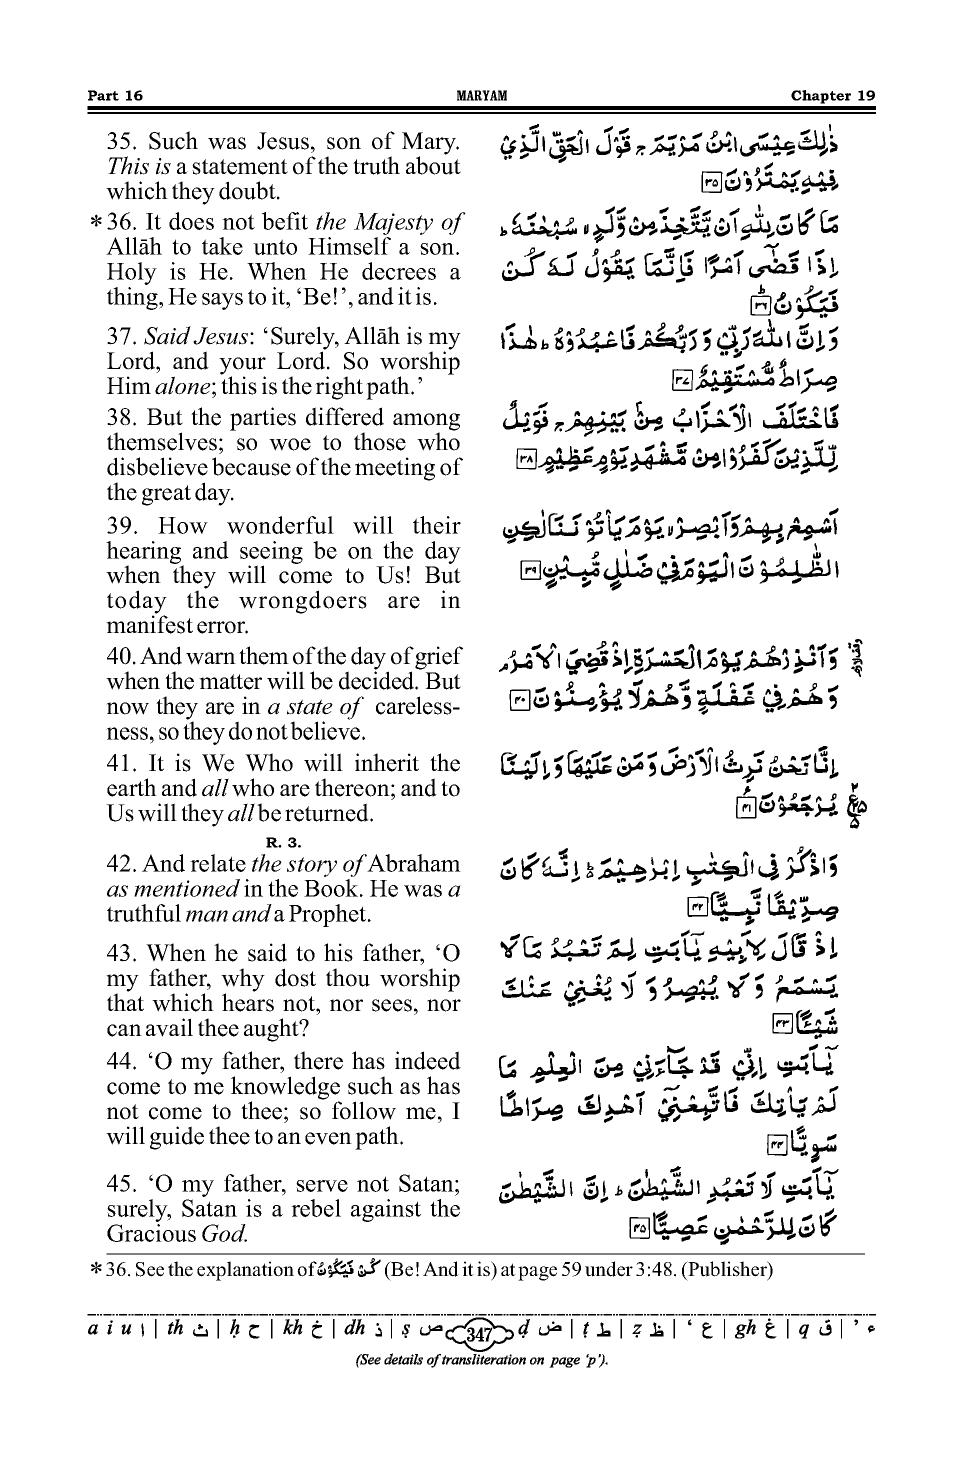 Part 16 MARYAM Chapter 19
35. Such was Jesus, son of Mary.
This is a statement of the truth about
which they doubt.
*36. It does not befit the Majesty of
Allāh to take unto Himself a son.
Holy is He. When He decrees a
thing, He says to it, ‘Be!’, and it is.
37. Said Jesus: ‘Surely, Allāh is my
Lord, and your Lord. So worship
Him alone; this is the right path.’
38. But the parties differed among
themselves; so woe to those who
disbelieve because of the meeting of
the great day.
39. How wonderful will their
hearing and seeing be on the day
when they will come to Us! But
today the wrongdoers are in
manifest error.
40. And warn them of the day of grief
when the matter will be decided. But
now they are in a state of careless-
ness, so they do not believe.
41. It is We Who will inherit the
earth and all who are thereon; and to
Us will they all be returned.
R. 3.
42. And relate the story of Abraham
as mentioned in the Book. He was a
truthful man and a Prophet.
43. When he said to his father, ‘O
my father, why dost thou worship
that which hears not, nor sees, nor
can avail thee aught?
44. ‘O my father, there has indeed
come to me knowledge such as has
not come to thee; so follow me, I
will guide thee to an even path.
45. ‘O my father, serve not Satan;
surely, Satan is a rebel against the
Gracious God.
ذٰلِكَ عِيْسَى ابْنُ مَرْيَمَ ۚ قَوْلَ الْحَقِّ الَّذِيْ
فِيْهِ يَمْتَرُوْنَ ۝۳۵
مَا كَانَ لِلّٰهِ اَنْ يَّتَّخِذَ مِنْ وَّلَدٍ ۙ سُبْحٰنَهٗ ؕ
اِذَا قَضٰۤى اَمْرًا فَاِنَّمَا يَقُوْلُ لَهٗ كُنْ
فَيَكُوْنُ ؕ۝۳۶
وَ اِنَّ اللّٰهَ رَبِّيْ وَ رَبُّكُمْ فَاعْبُدُوْهُ ؕ هٰذَا
صِرَاطٌ مُّسْتَقِيْمٌ ۝۳۷
فَاخْتَلَفَ الْاَحْزَابُ مِنْۢ بَيْنِهِمْ ۚ فَوَيْلٌ
لِّلَّذِيْنَ كَفَرُوْا مِنْ مَّشْهَدِ يَوْمٍ عَظِيْمٍ ۝۳۸
اَسْمِعْ بِهِمْ وَ اَبْصِرْ ۙ يَوْمَ يَاْتُوْنَنَا لٰكِنِ
الظّٰلِمُوْنَ الْيَوْمَ فِيْ ضَلٰلٍ مُّبِيْنٍ ۝۳۹
وَ اَنْذِرْهُمْ يَوْمَ الْحَسْرَةِ اِذْ قُضِيَ الْاَمْرُ ۘ
وَ هُمْ فِيْ غَفْلَةٍ وَّ هُمْ لَا يُؤْمِنُوْنَ ۝۴۰
اِنَّا نَحْنُ نَرِثُ الْاَرْضَ وَ مَنْ عَلَيْهَا وَ اِلَيْنَا
يُرْجَعُوْنَ ۝۴۱
وَ اذْكُرْ فِي الْكِتٰبِ اِبْرٰهِيْمَ ؕ اِنَّهٗ كَانَ
صِدِّيْقًا نَّبِيًّا ۝۴۲
اِذْ قَالَ لِاَبِيْهِ يٰۤاَبَتِ لِمَ تَعْبُدُ مَا لَا
يَسْمَعُ وَ لَا يُبْصِرُ وَ لَا يُغْنِيْ عَنْكَ
شَيْـًٔا ۝۴۳
يٰۤاَبَتِ اِنِّيْ قَدْ جَآءَنِيْ مِنَ الْعِلْمِ مَا
لَمْ يَاْتِكَ فَاتَّبِعْنِيْۤ اَهْدِكَ صِرَاطًا
سَوِيًّا ۝۴۴
يٰۤاَبَتِ لَا تَعْبُدِ الشَّيْطٰنَ ؕ اِنَّ الشَّيْطٰنَ
كَانَ لِلرَّحْمٰنِ عَصِيًّا ۝۴۵
*36. See the explanation of كُنْ فَيَكُوْنُ (Be! And it is) at page 59 under 3:48. (Publisher)
a i u ا | th ث | ḥ ح | kh خ | dh ذ | ṣ ص 347 ḍ ض | ṭ ط | ẓ ظ | ‘ ع | gh غ | q ق | ’ ء
(See details of transliteration on page ‘p’).